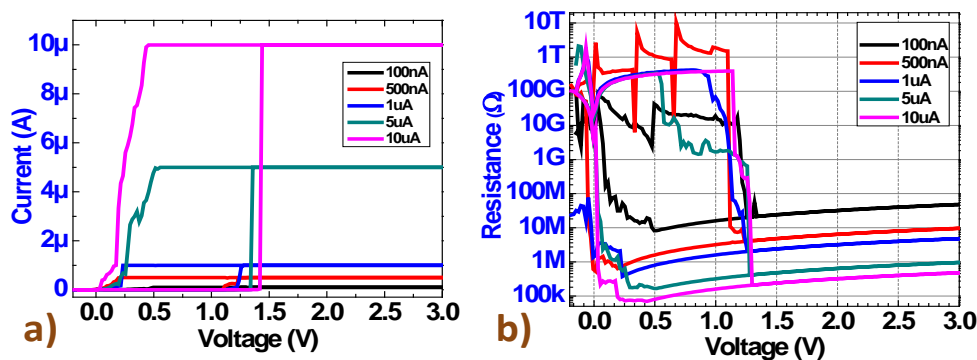 10µ
8µ
6µ
4µ
2µ
0
Current (A)
100nA
500nA
1uA
5uA
10uA
0.0 0.5 1.0 1.5 2.0 2.5 3.0
Voltage (V)
a)
10T
1T
100G
10G
1G
100M
10M
1M
100k
Resistance (Ω)
100nA
500nA
1uA
5uA
10uA
0.0 0.5 1.0 1.5 2.0 2.5 3.0
Voltage (V)
b)